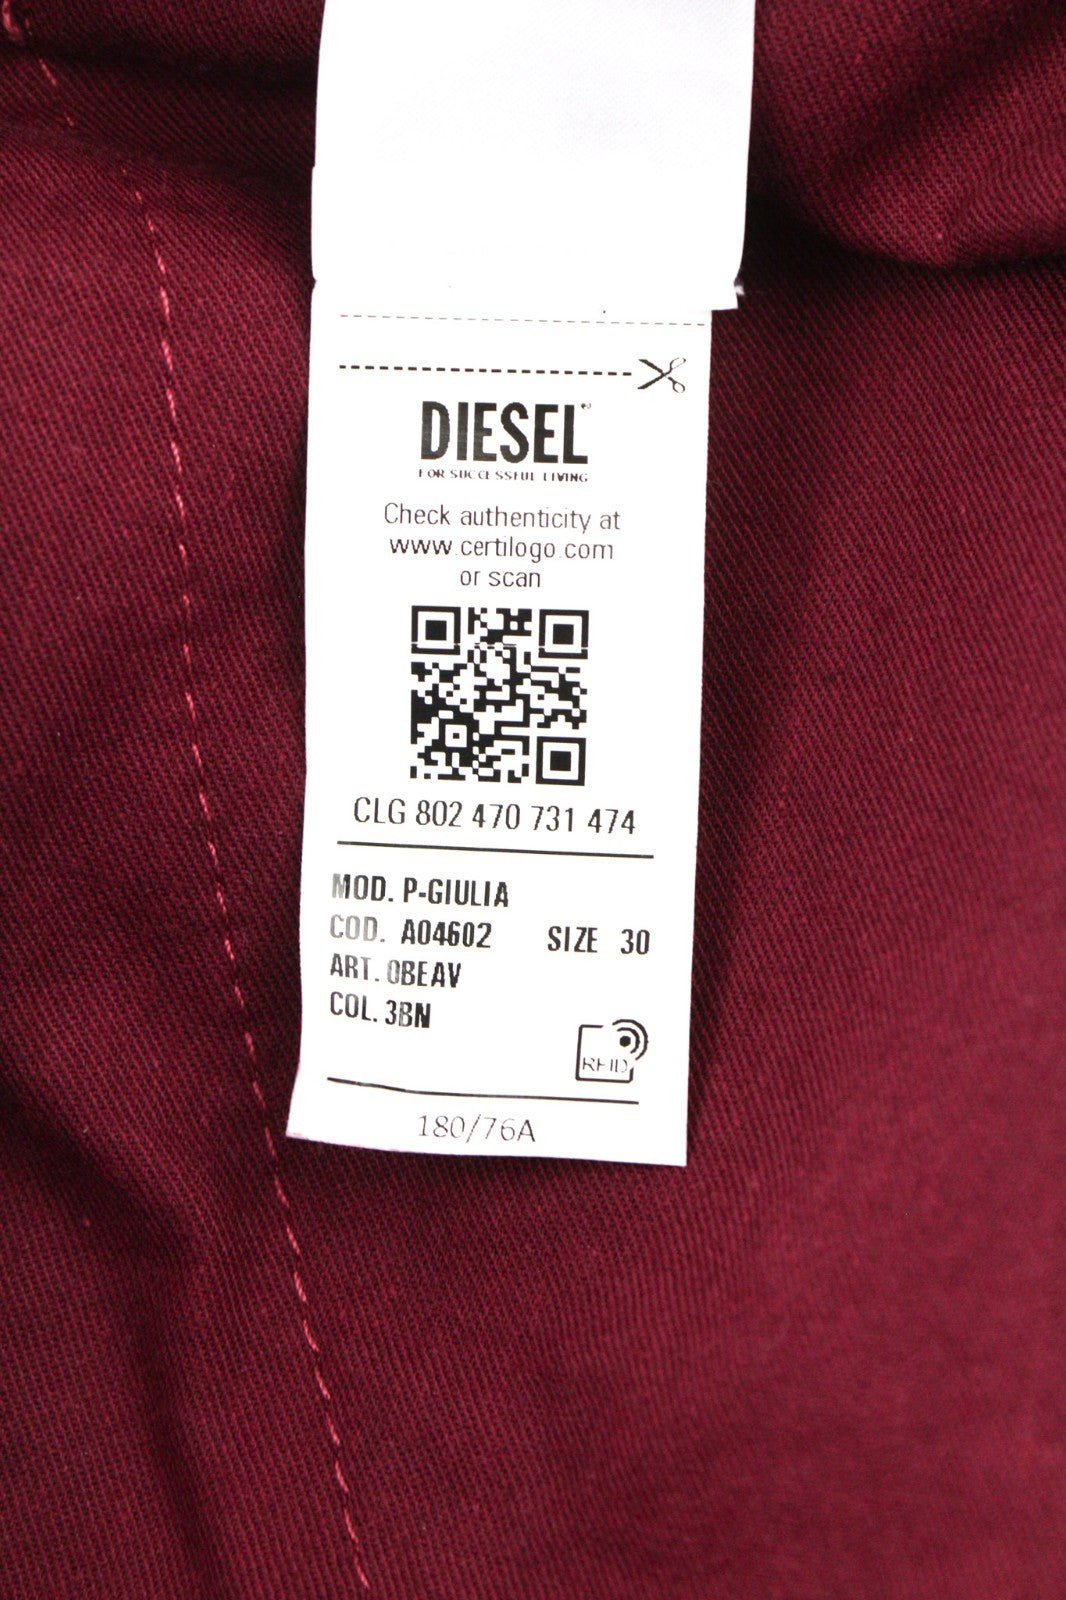 DIESEL
FOR SUCCESSFUL LIVING
Check authenticity at
www.certilogo.com
or scan
CLG 802 470 731 474
MOD. P-GIULIA
COD. A04602 SIZE 30
ART. 0BEAV
COL. 3BN
RFID
180/76A